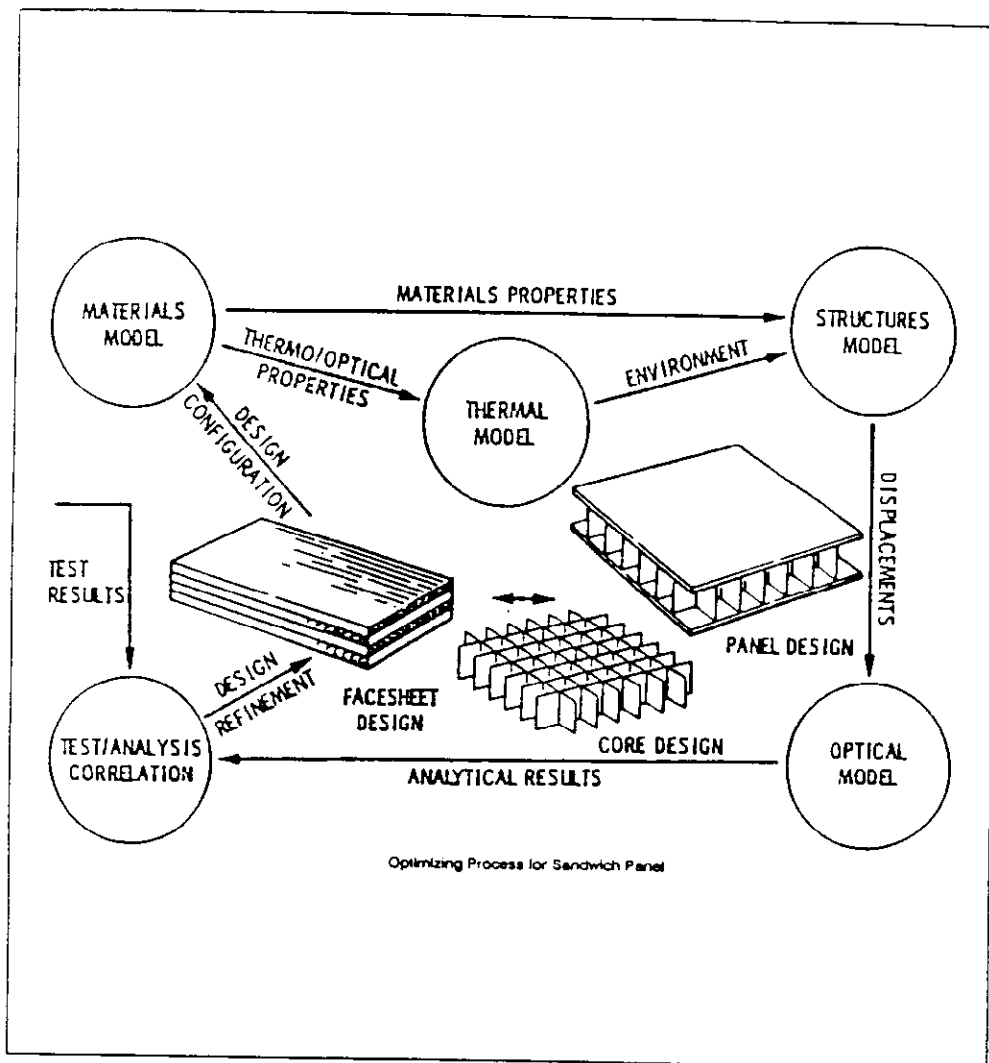 MATERIALS
MODEL
MATERIALS PROPERTIES
STRUCTURES
MODEL
THERMO/OPTICAL
PROPERTIES
THERMAL
MODEL
ENVIRONMENT
DESIGN
CONFIGURATION
DISPLACEMENTS
TEST
RESULTS
PANEL DESIGN
DESIGN
REFINEMENT
FACESHEET
DESIGN
CORE DESIGN
TEST/ANALYSIS
CORRELATION
ANALYTICAL RESULTS
OPTICAL
MODEL
Optimizing Process for Sandwich Panel